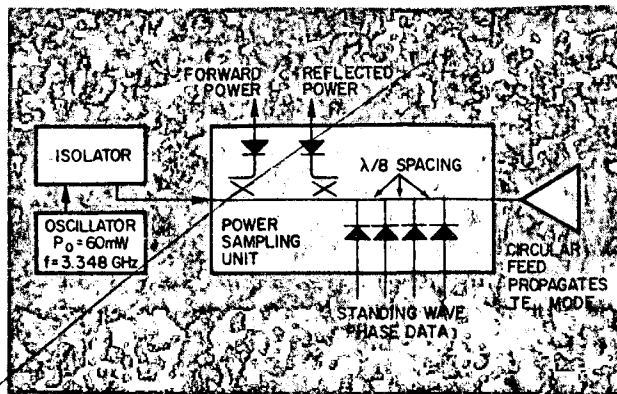 FORWARD POWER
REFLECTED POWER
ISOLATOR
λ/8 SPACING
OSCILLATOR
P₀ = 60mW
f = 3.348 GHz
POWER
SAMPLING
UNIT
CIRCULAR
FEED
PROPAGATES
TE₁₁ MODE
STANDING WAVE
PHASE DATA